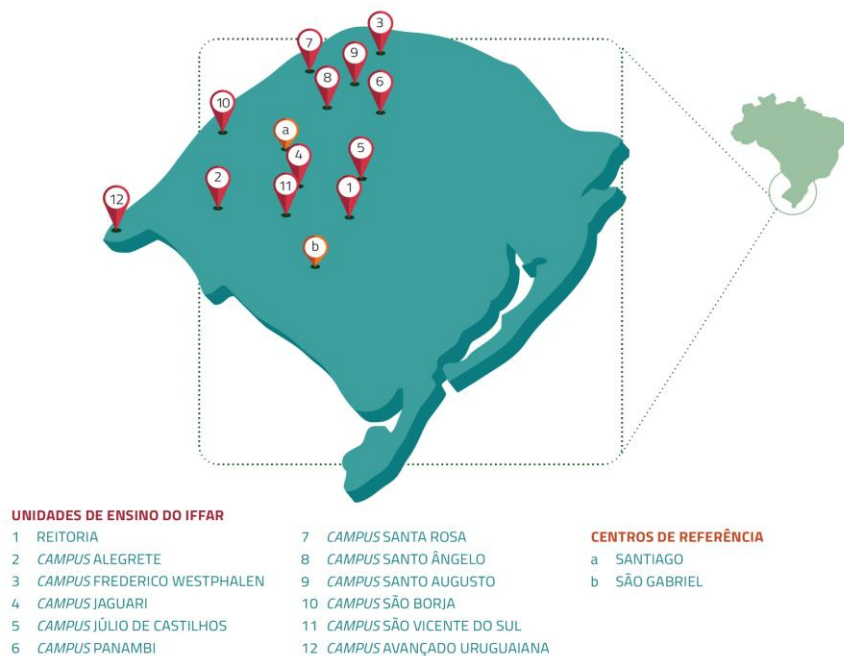 3
7
9
8
6
10
a
4
5
2
11
1
12
b
UNIDADES DE ENSINO DO IFFAR
1 REITORIA
2 CAMPUS ALEGRETE
3 CAMPUS FREDERICO WESTPHALEN
4 CAMPUS JAGUARI
5 CAMPUS JÚLIO DE CASTILHOS
6 CAMPUS PANAMBI
7 CAMPUS SANTA ROSA
8 CAMPUS SANTO ÂNGELO
9 CAMPUS SANTO AUGUSTO
10 CAMPUS SÃO BORJA
11 CAMPUS SÃO VICENTE DO SUL
12 CAMPUS AVANÇADO URUGUAIANA
CENTROS DE REFERÊNCIA
a SANTIAGO
b SÃO GABRIEL